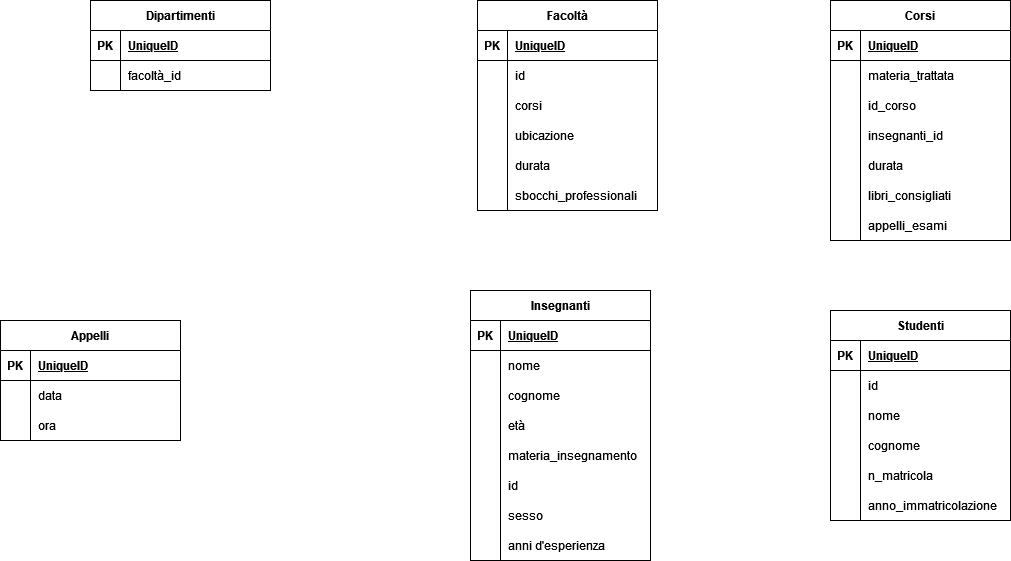 Dipartimenti
PK UniqueID
facoltà_id
Facoltà
PK UniqueID
id
corsi
ubicazione
durata
sbocchi_professionali
Corsi
PK UniqueID
materia_trattata
id_corso
insegnanti_id
durata
libri_consigliati
appelli_esami
Appelli
PK UniqueID
data
ora
Insegnanti
PK UniqueID
nome
cognome
età
materia_insegnamento
id
sesso
anni d'esperienza
Studenti
PK UniqueID
id
nome
cognome
n_matricola
anno_immatricolazione